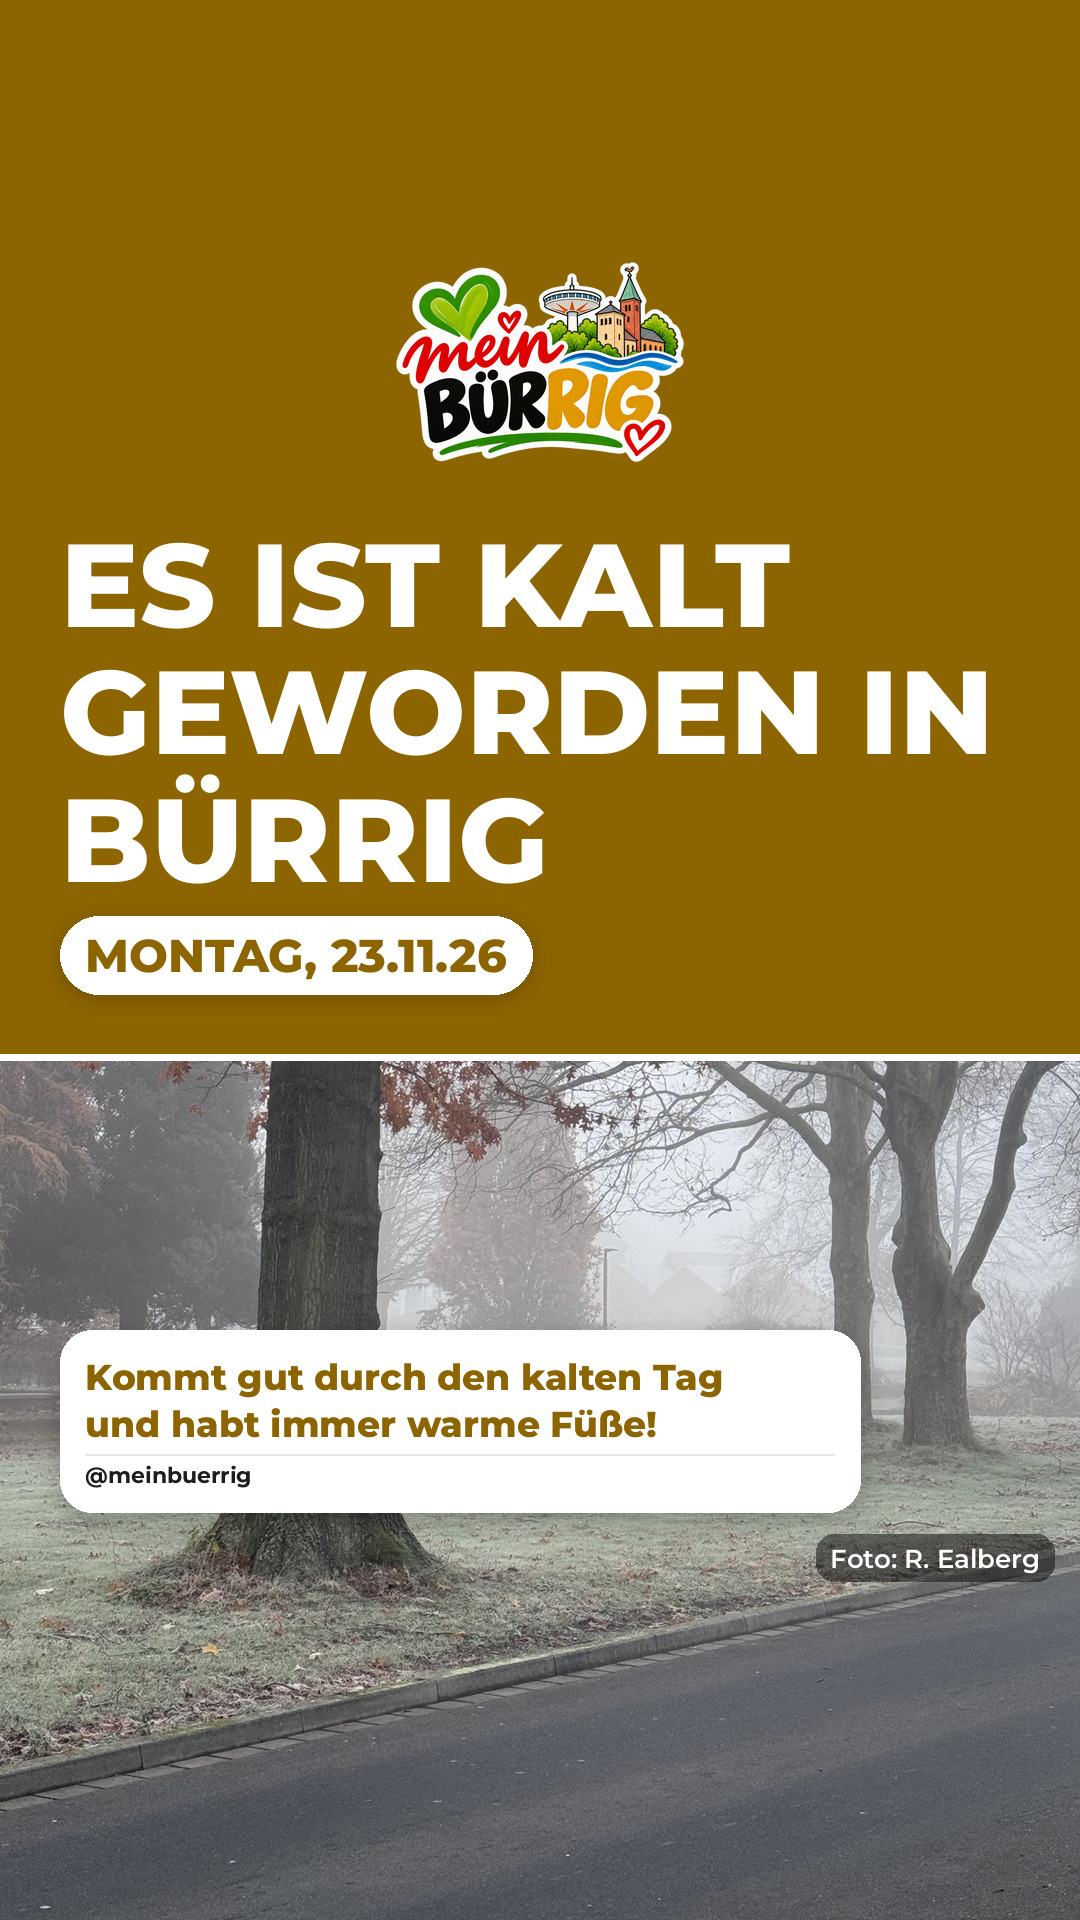 mein
BÜRRIG
ES IST KALT
GEWORDEN IN
BÜRRIG
MONTAG, 23.11.26
Kommt gut durch den kalten Tag
und habt immer warme Füße!
@meinbuerrig
Foto: R. Ealberg